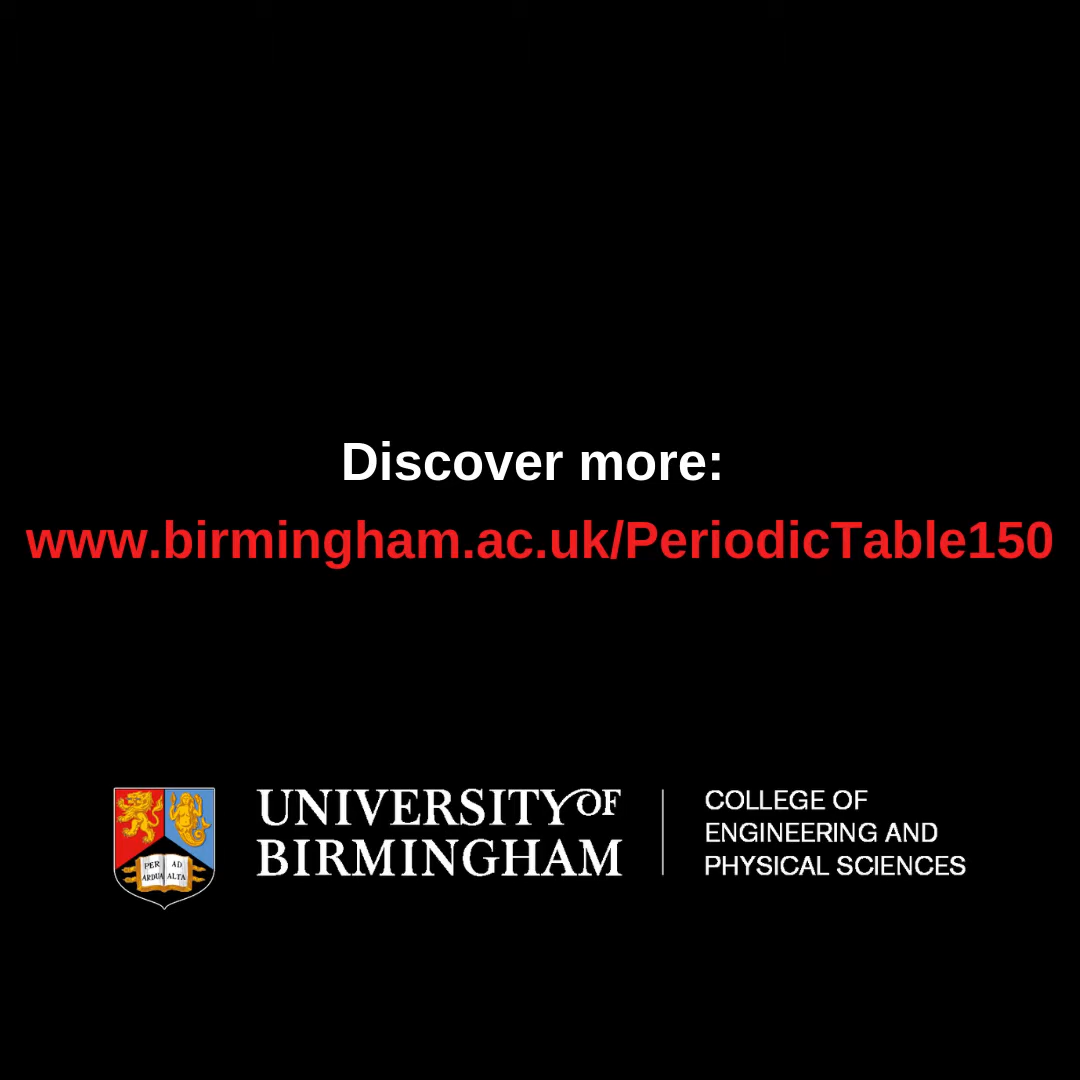 Discover more:
www.birmingham.ac.uk/PeriodicTable150
UNIVERSITY OF
BIRMINGHAM
COLLEGE OF
ENGINEERING AND
PHYSICAL SCIENCES
PER AD
ARDUA ALTA